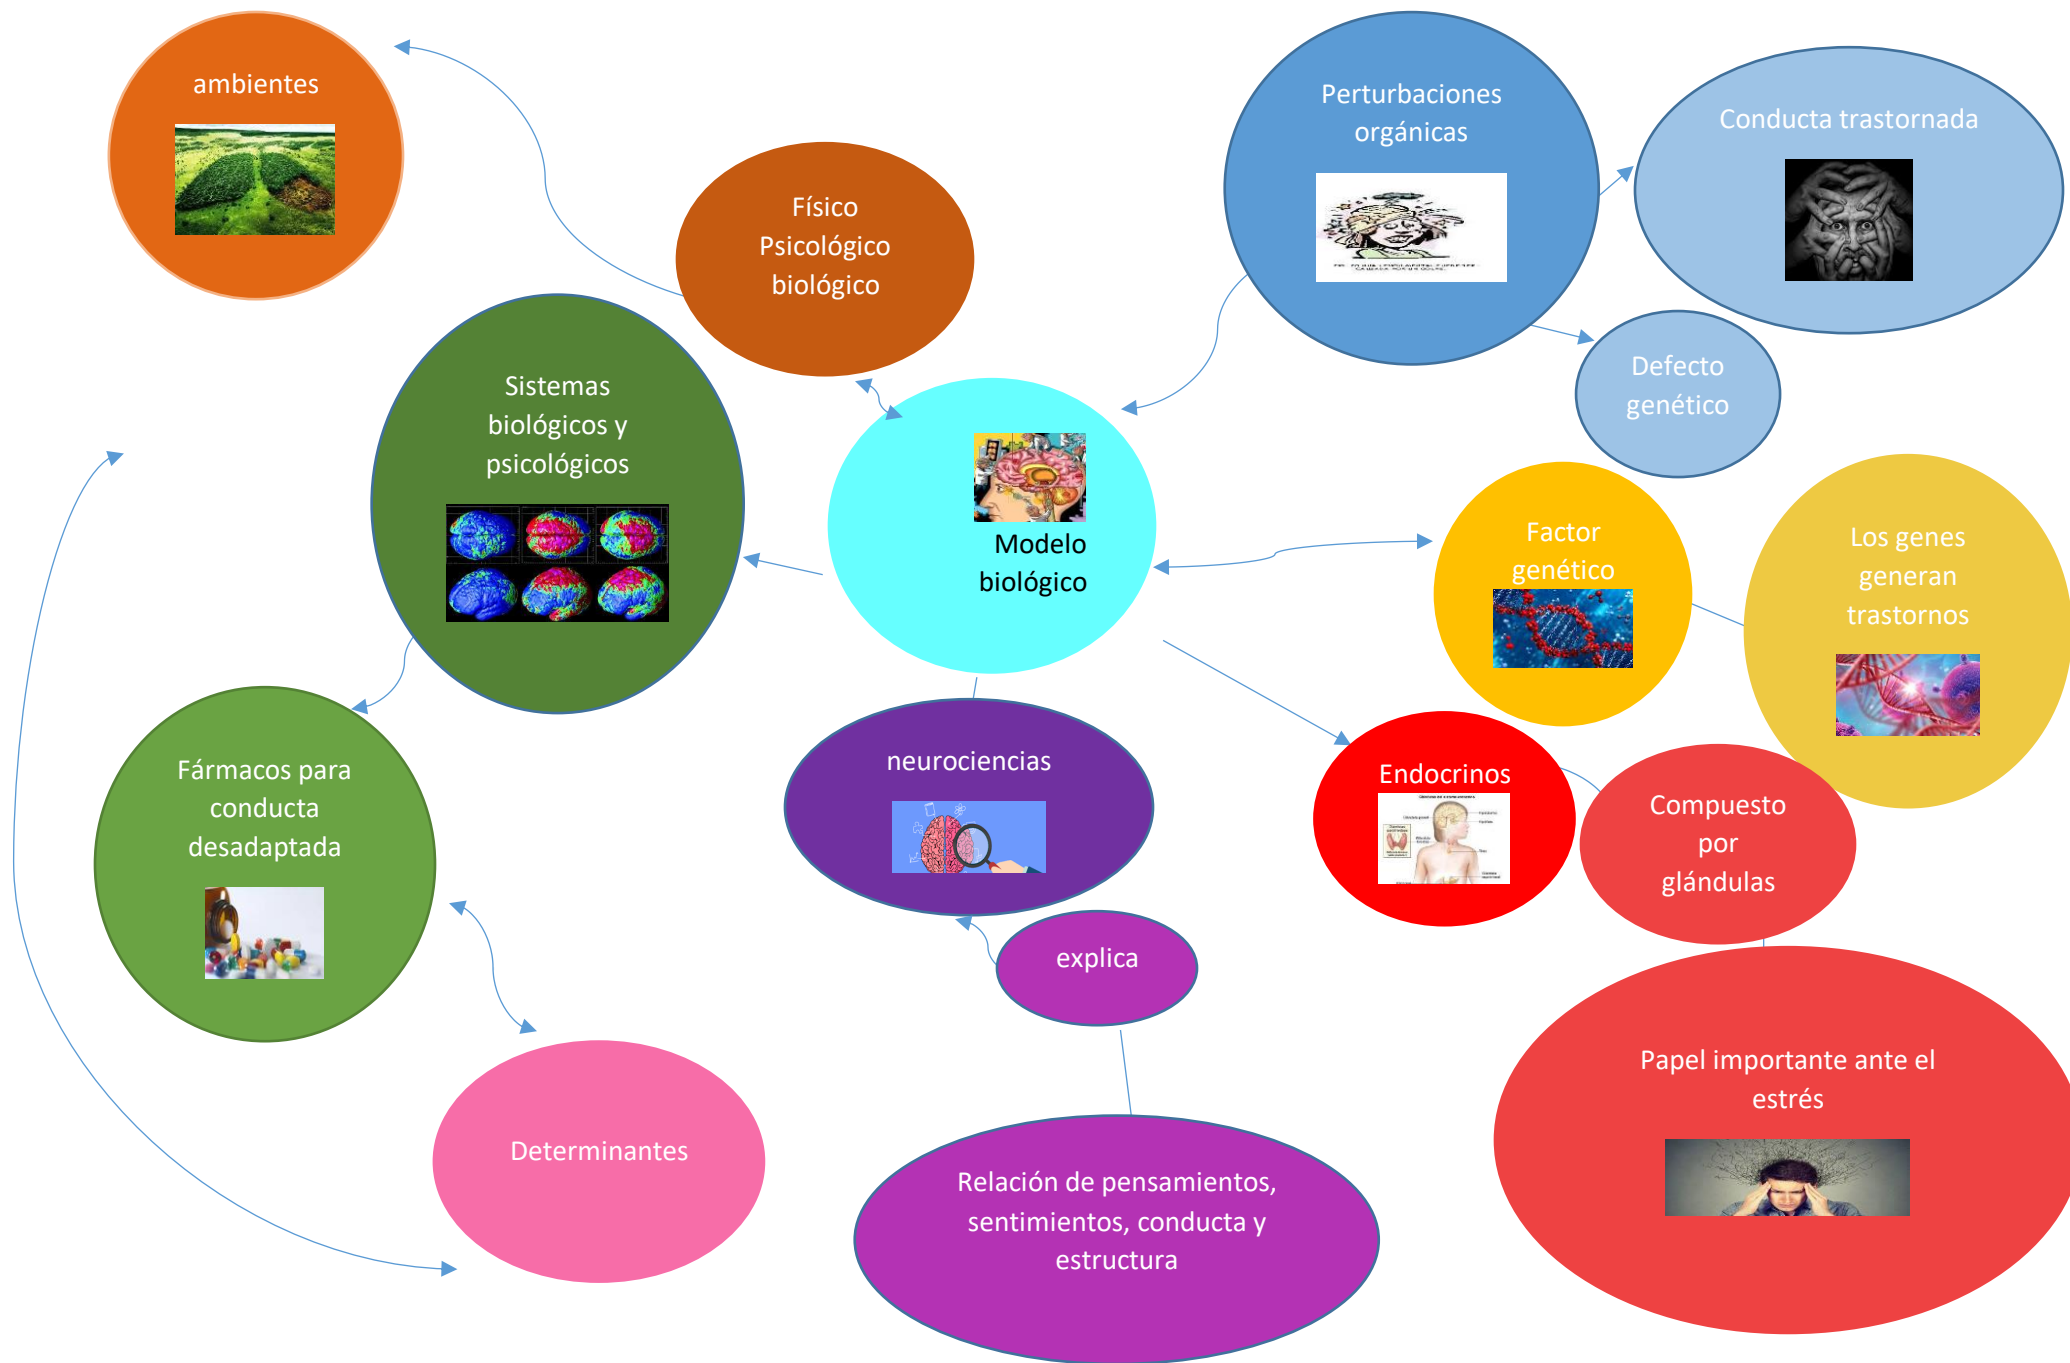 ambientes
Físico
Psicológico
biológico
Perturbaciones
orgánicas
Conducta trastornada
Defecto
genético
Sistemas
biológicos y
psicológicos
Modelo
biológico
Factor
genético
Los genes
generan
trastornos
Fármacos para
conducta
desadaptada
neurociencias
Endocrinos
Compuesto
por
glándulas
explica
Papel importante ante el
estrés
Determinantes
Relación de pensamientos,
sentimientos, conducta y
estructura